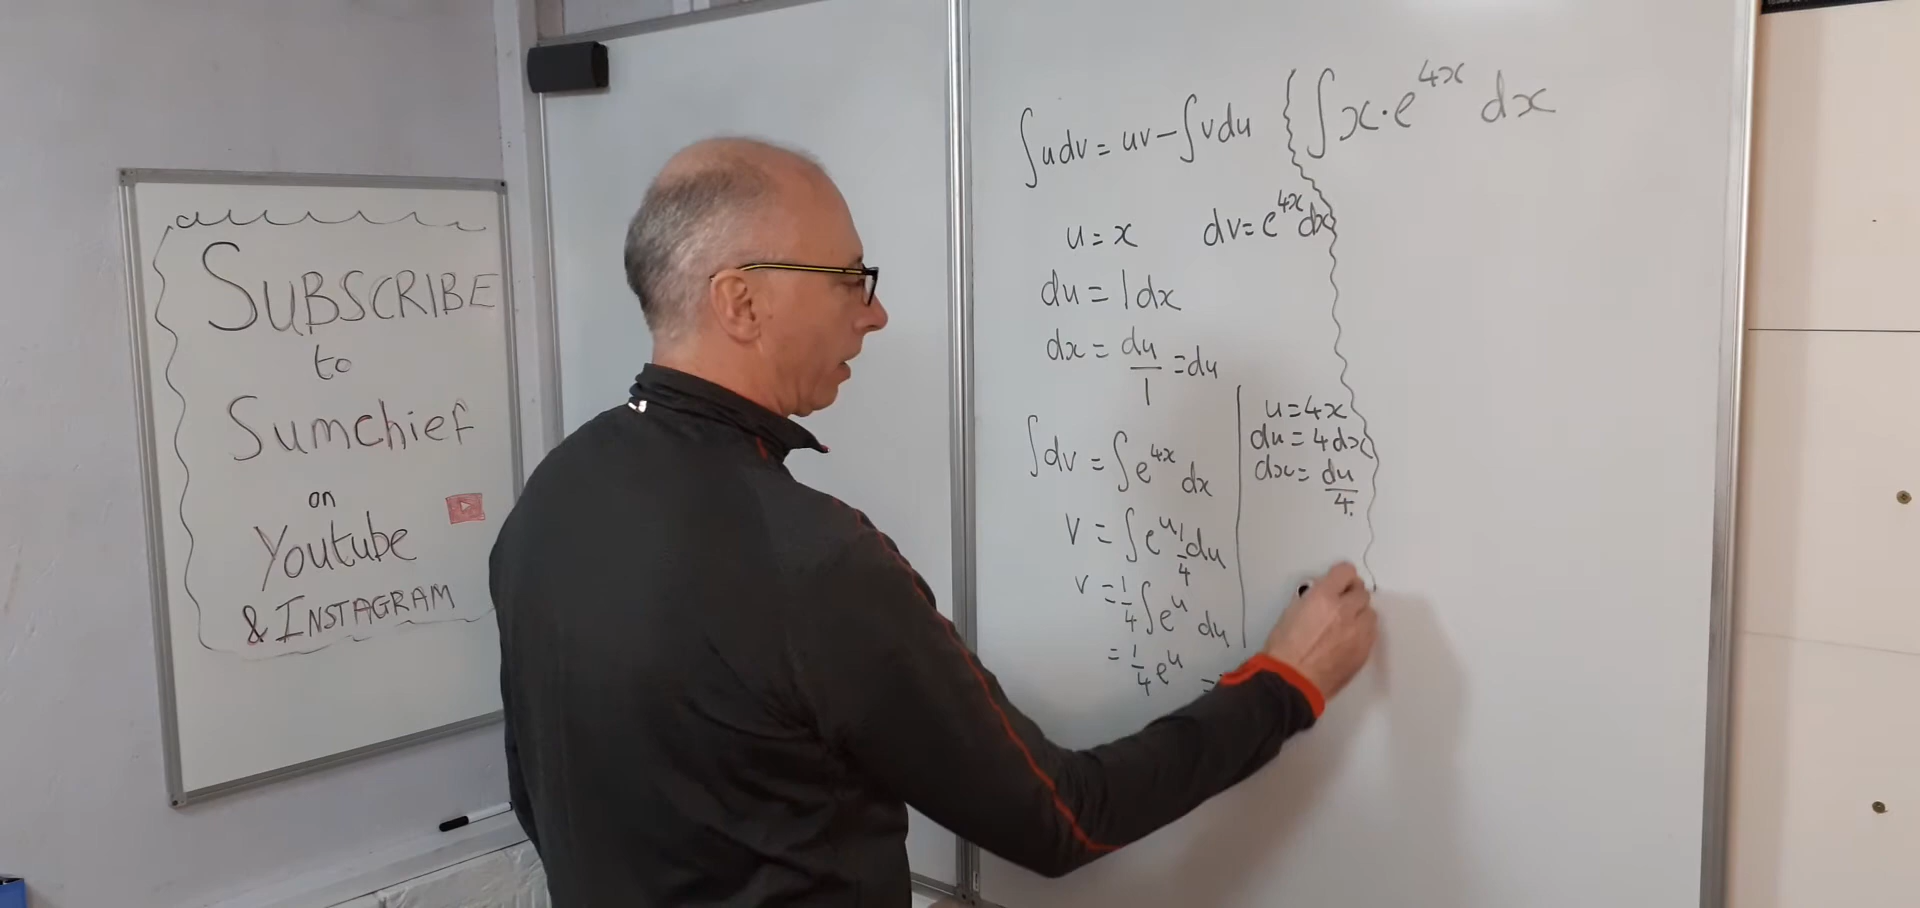 SUBSCRIBE
to
Sumchief
on
Youtube
& INSTAGRAM
∫udv = uv − ∫vdu
∫x·e^{4x} dx
u = x
dv = e^{4x}dx
du = 1dx
dx = du/1 = du
∫dv = ∫e^{4x} dx
V = ∫e^u 1/4 du
v = 1/4 ∫e^u du
= 1/4 e^u =
u = 4x
du = 4dx
dx = du/4